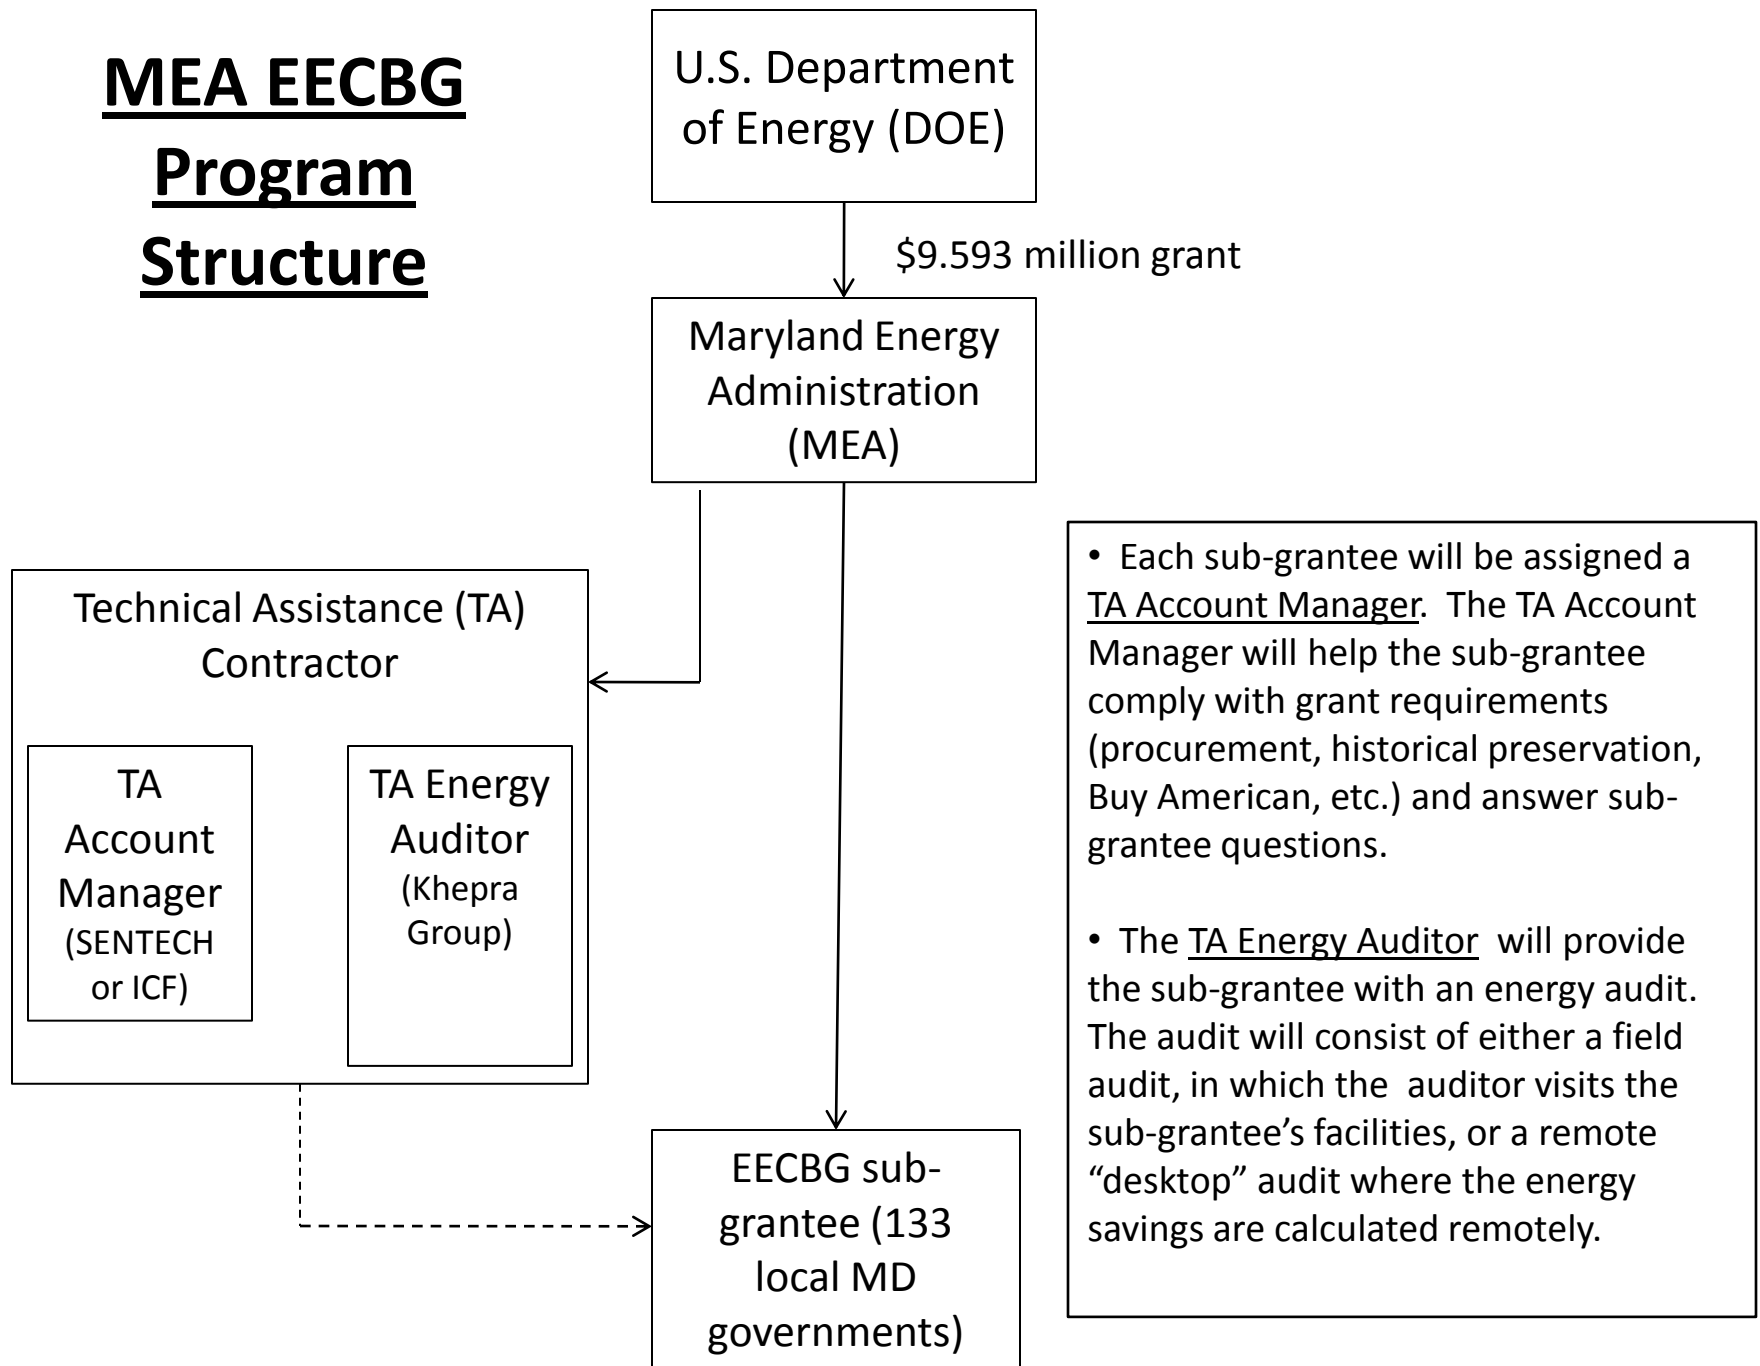 MEA EECBG
Program
Structure
U.S. Department
of Energy (DOE)
$9.593 million grant
Maryland Energy
Administration
(MEA)
Technical Assistance (TA)
Contractor
TA
Account
Manager
(SENTECH
or ICF)
TA Energy
Auditor
(Khepra
Group)
EECBG sub-
grantee (133
local MD
governments)
• Each sub-grantee will be assigned a
TA Account Manager. The TA Account
Manager will help the sub-grantee
comply with grant requirements
(procurement, historical preservation,
Buy American, etc.) and answer sub-
grantee questions.
• The TA Energy Auditor will provide
the sub-grantee with an energy audit.
The audit will consist of either a field
audit, in which the auditor visits the
sub-grantee’s facilities, or a remote
“desktop” audit where the energy
savings are calculated remotely.